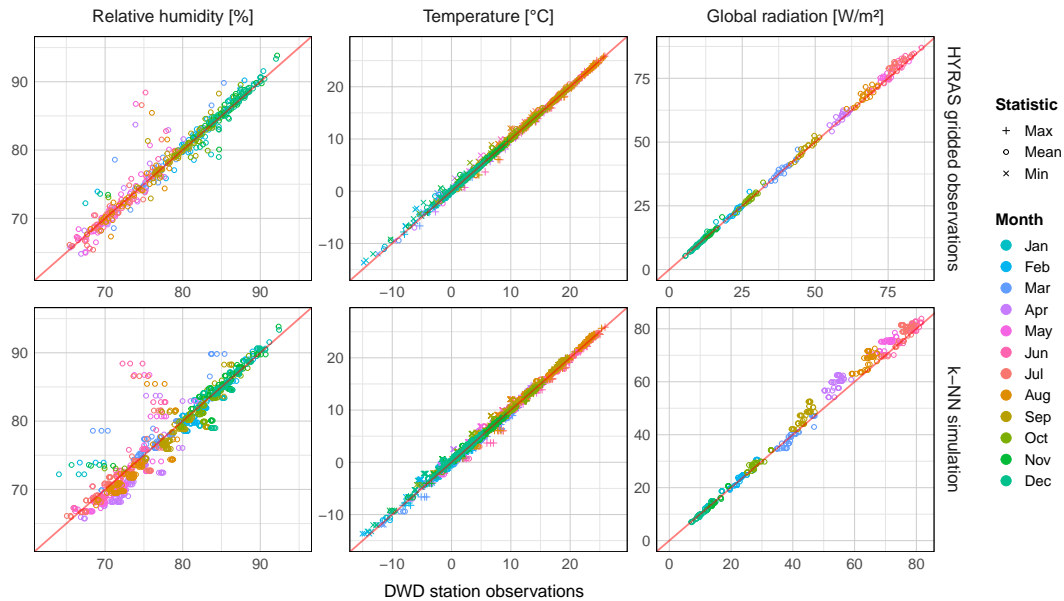 Relative humidity [%]
Temperature [°C]
Global radiation [W/m²]
90
80
70
70
80
90
20
10
0
−10
−10
0
10
20
75
50
25
0
0
25
50
75
HYRAS gridded observations
90
80
70
70
80
90
20
10
0
−10
−10
0
10
20
80
60
40
20
0
0
20
40
60
80
k−NN simulation
DWD station observations
Statistic
Max
Mean
Min
Month
Jan
Feb
Mar
Apr
May
Jun
Jul
Aug
Sep
Oct
Nov
Dec